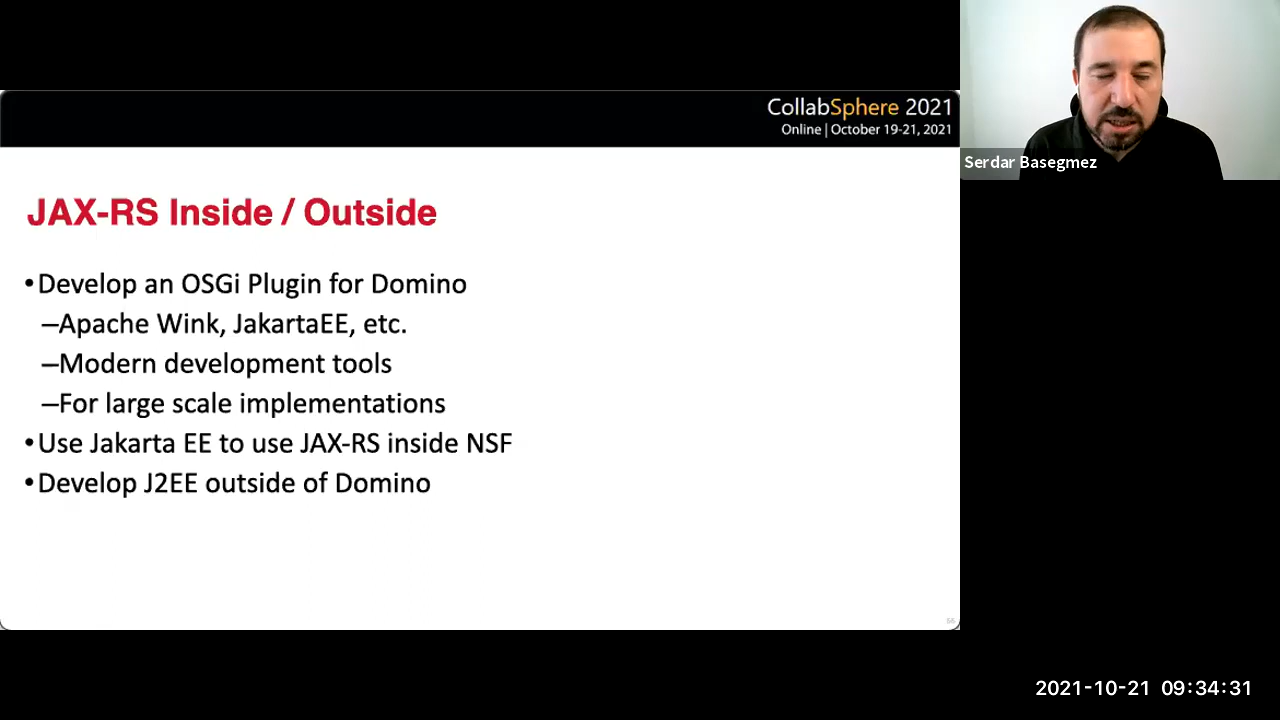 CollabSphere 2021
Online | October 19-21, 2021
Serdar Basegmez
JAX-RS Inside / Outside
•Develop an OSGi Plugin for Domino
–Apache Wink, JakartaEE, etc.
–Modern development tools
–For large scale implementations
•Use Jakarta EE to use JAX-RS inside NSF
•Develop J2EE outside of Domino
2021-10-21 09:34:31